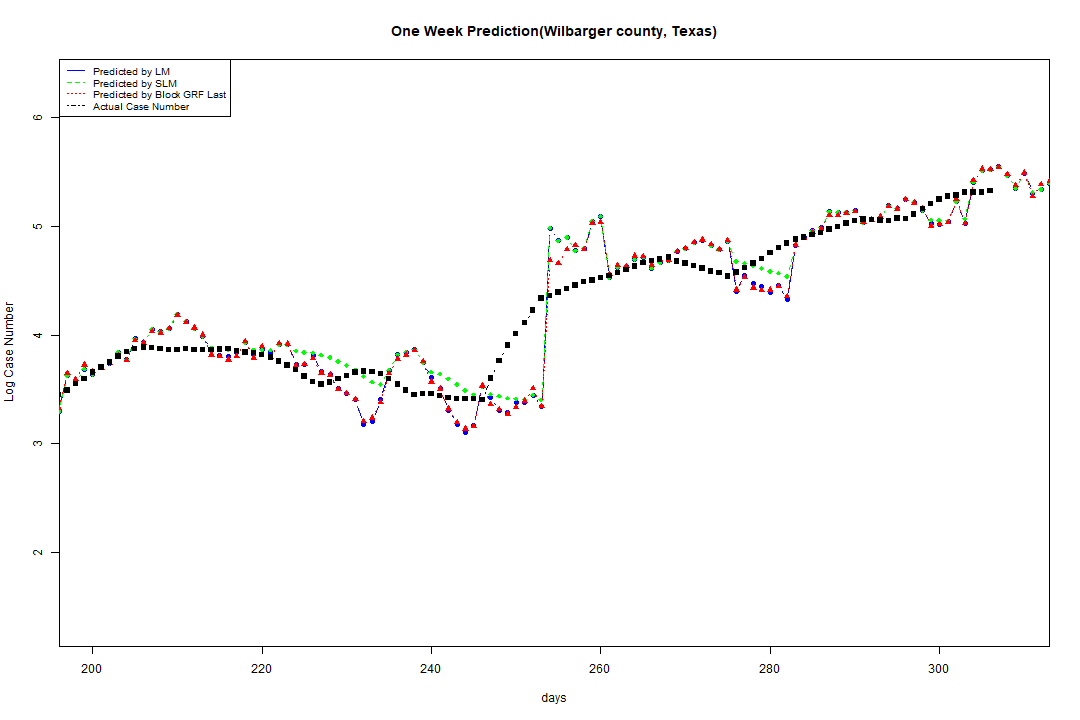 One Week Prediction(Wilbarger county, Texas)
Predicted by LM
Predicted by SLM
Predicted by Block GRF Last
Actual Case Number
6
5
4
3
2
Log Case Number
200 220 240 260 280 300
days